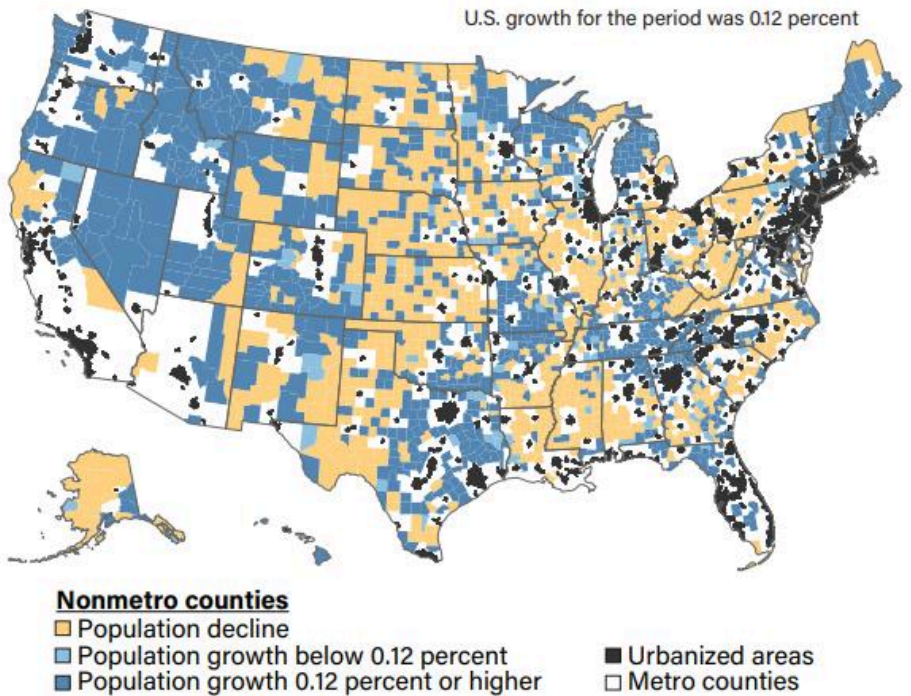 U.S. growth for the period was 0.12 percent
Nonmetro counties
Population decline
Population growth below 0.12 percent
Population growth 0.12 percent or higher
Urbanized areas
Metro counties